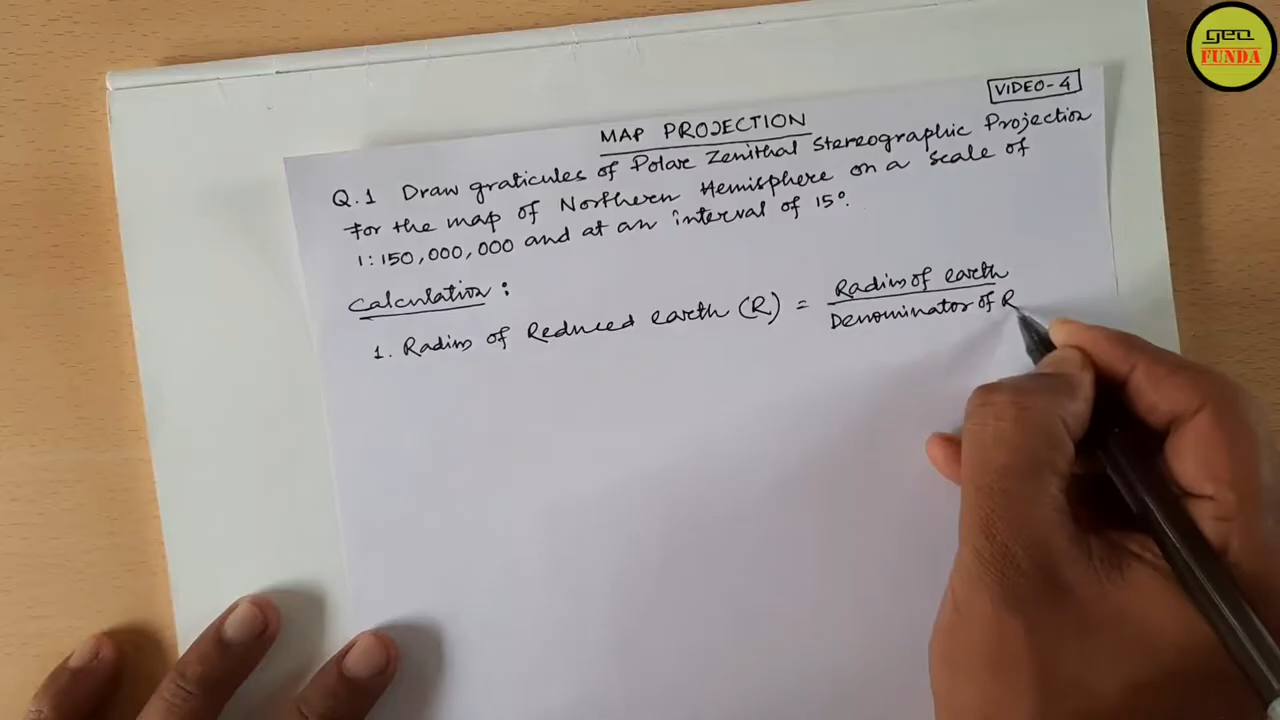 geo
FUNDA
VIDEO-4
MAP PROJECTION
Q.1 Draw graticules of Polar Zenithal Stereographic Projection
for the map of Northern Hemisphere on a scale of
1:150,000,000 and at an interval of 15°.
Calculation:
1. Radius of Reduced earth (R) = Radius of earth
Denominator of R